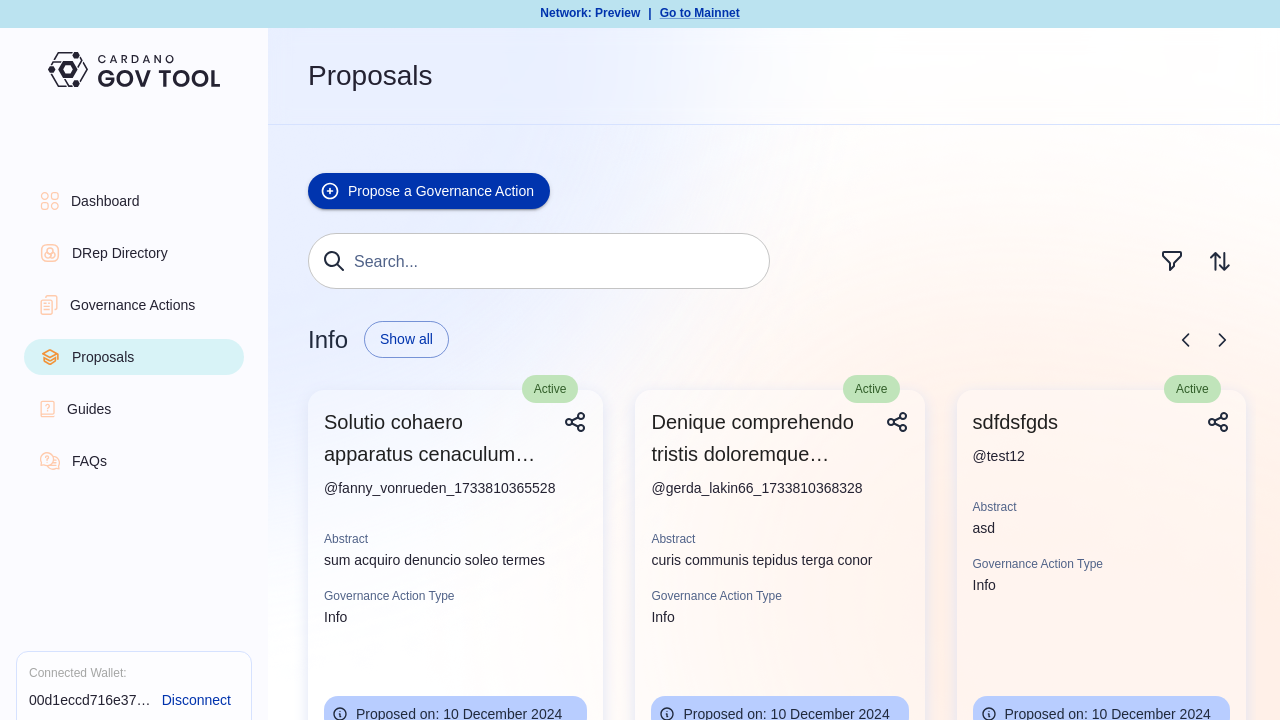 Network: Preview | Go to Mainnet
CARDANO
GOV TOOL
Dashboard
DRep Directory
Governance Actions
Proposals
Guides
FAQs
Connected Wallet:
00d1eccd716e37… Disconnect
Proposals
Propose a Governance Action
Search...
Info Show all
Active
Solutio cohaero
apparatus cenaculum…
@fanny_vonrueden_1733810365528
Abstract
sum acquiro denuncio soleo termes
Governance Action Type
Info
Proposed on: 10 December 2024
Active
Denique comprehendo
tristis doloremque…
@gerda_lakin66_1733810368328
Abstract
curis communis tepidus terga conor
Governance Action Type
Info
Proposed on: 10 December 2024
Active
sdfdsfgds
@test12
Abstract
asd
Governance Action Type
Info
Proposed on: 10 December 2024